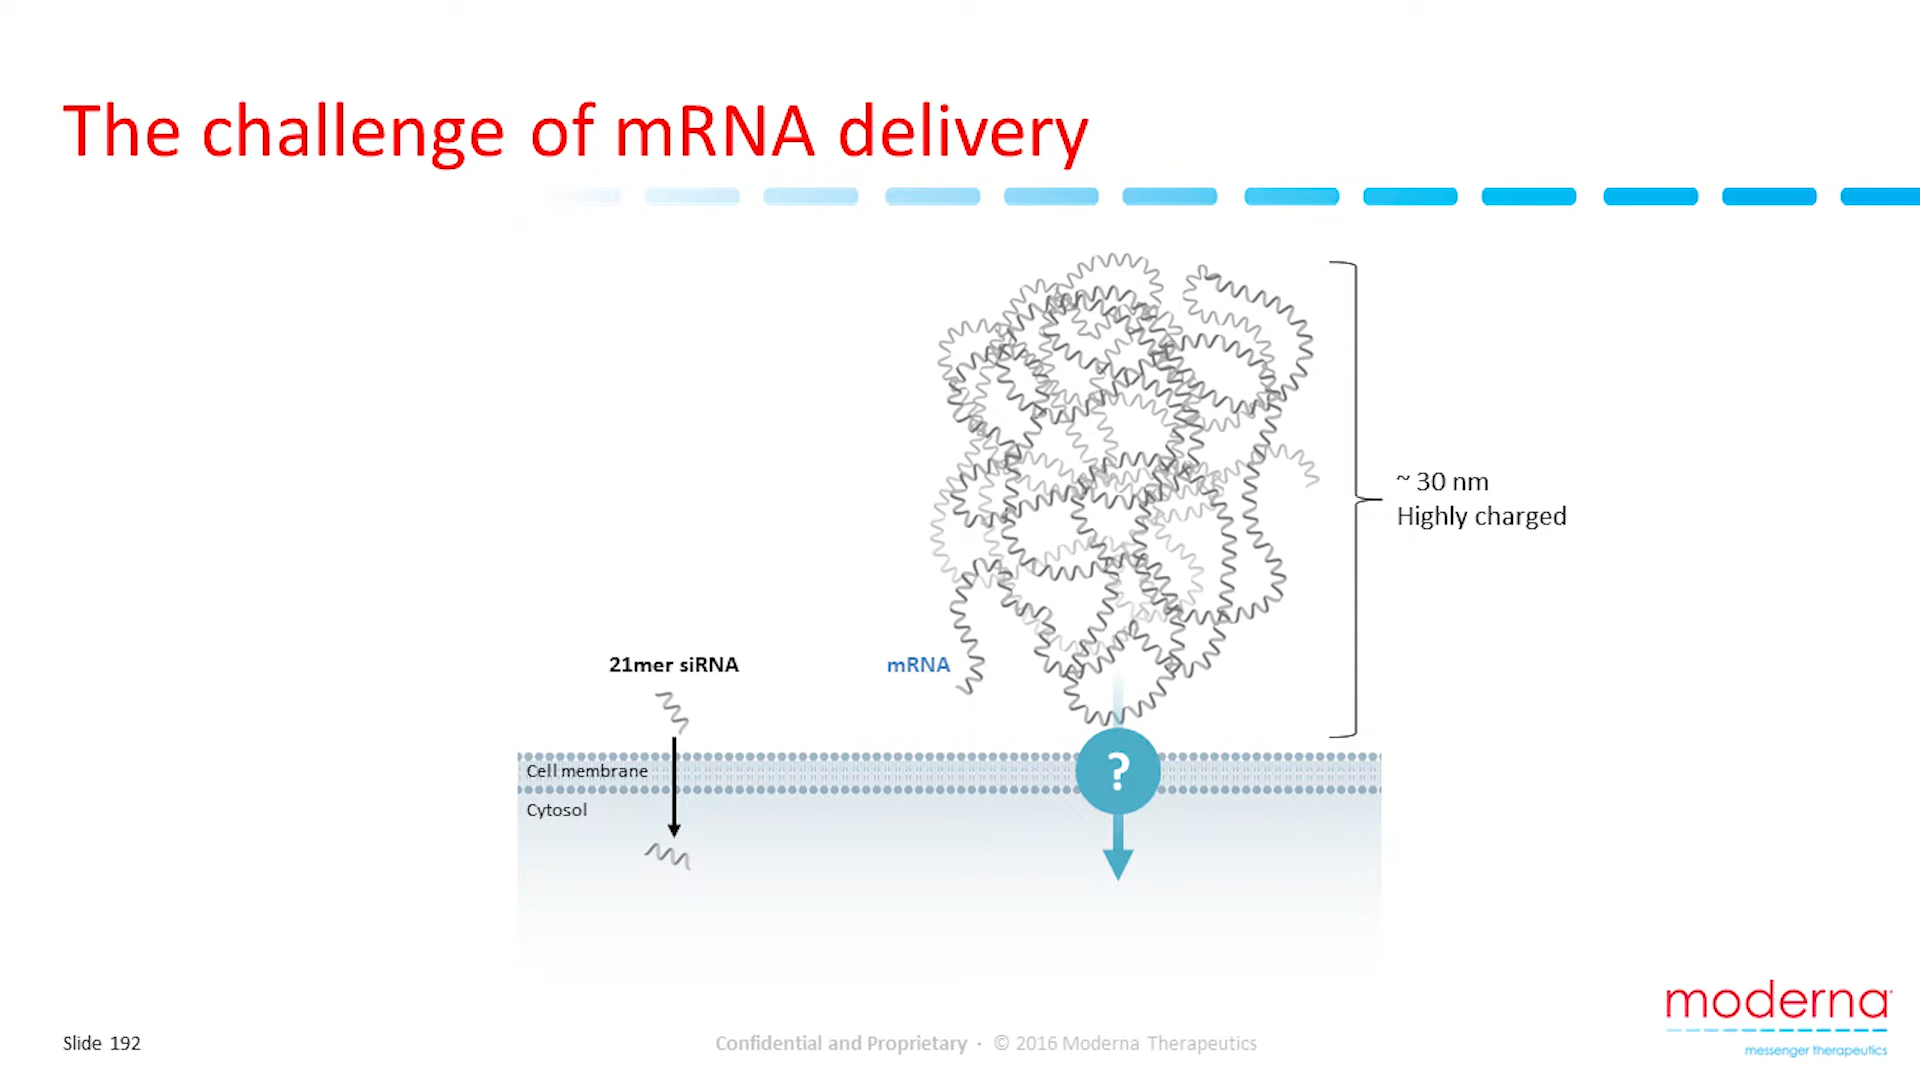 The challenge of mRNA delivery
~ 30 nm
Highly charged
21mer siRNA
mRNA
?
Cell membrane
Cytosol
moderna
messenger therapeutics
Slide 192
Confidential and Proprietary · © 2016 Moderna Therapeutics